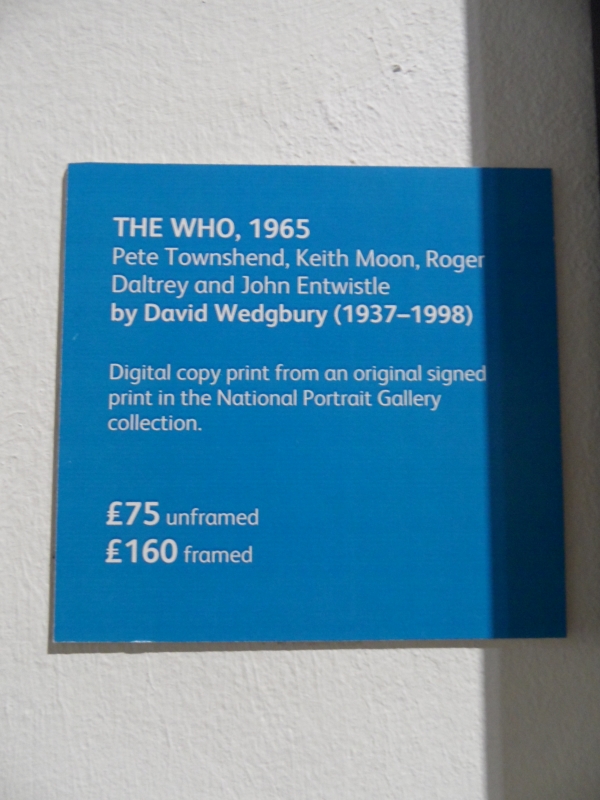 THE WHO, 1965
Pete Townshend, Keith Moon, Roger
Daltrey and John Entwistle
by David Wedgbury (1937–1998)
Digital copy print from an original signed
print in the National Portrait Gallery
collection.
£75 unframed
£160 framed